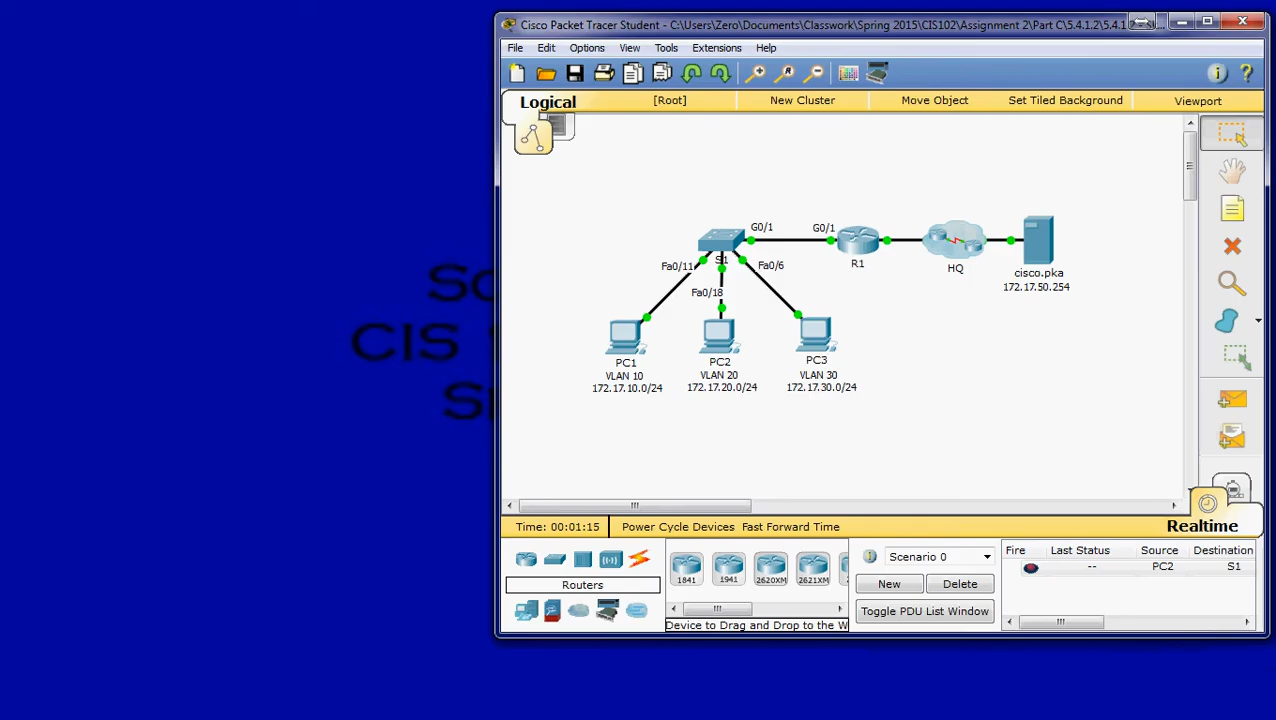 Cisco Packet Tracer Student - C:\Users\Zero\Documents\Classwork\Spring 2015\CIS102\Assignment 2\Part C\5.4.1.2\5.4.1.2
File Edit Options View Tools Extensions Help
Logical [Root] New Cluster Move Object Set Tiled Background Viewport
G0/1 G0/1
S1
R1
HQ
Fa0/11 Fa0/6
cisco.pka
172.17.50.254
Fa0/18
PC1 PC2 PC3
VLAN 10 VLAN 20 VLAN 30
172.17.10.0/24 172.17.20.0/24 172.17.30.0/24
CIS
Time: 00:01:15 Power Cycle Devices Fast Forward Time Realtime
Routers
1841 1941 2620XM 2621XM
Device to Drag and Drop to the W
Scenario 0
New Delete
Toggle PDU List Window
Fire Last Status Source Destination
-- PC2 S1